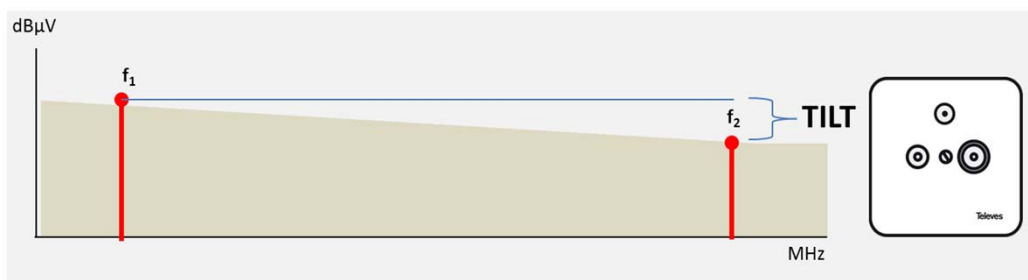 dBµV
f₁
f₂
TILT
Televes
MHz